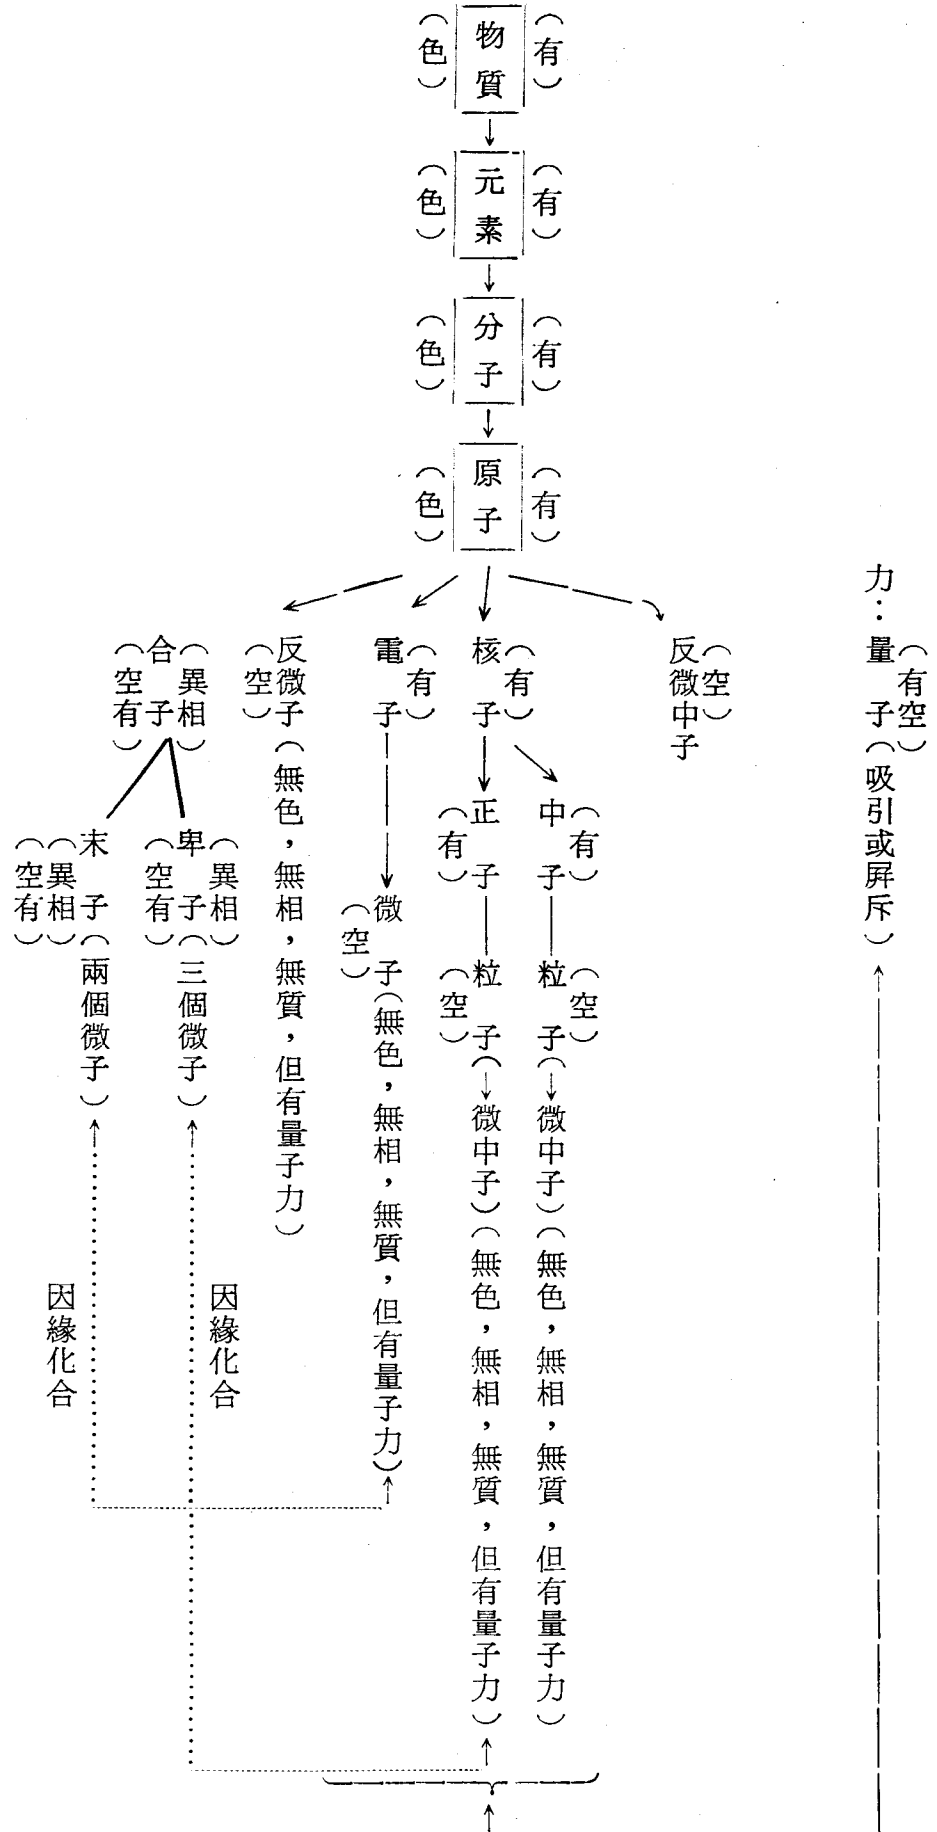 力：量子（吸引或屏斥）
（有空）
（有）
物質
（色）
（有）
元素
（色）
（有）
分子
（色）
（有）
原子
（色）
（空）
反微中子
（有）
中子
（空）
粒子（→微中子）（無色，無相，無質，但有量子力）
（有）
核子
正子
（有）
粒子（→微中子）（無色，無相，無質，但有量子力）
（空）
（有）
電子
微子（無色，無相，無質，但有量子力）
（空）
反微子（無色，無相，無質，但有量子力）
（空）
（異相）
合子
（空有）
（異相）
卑子（三個微子）
（空有）
末子（兩個微子）
（異相）
（空有）
因緣化合
因緣化合